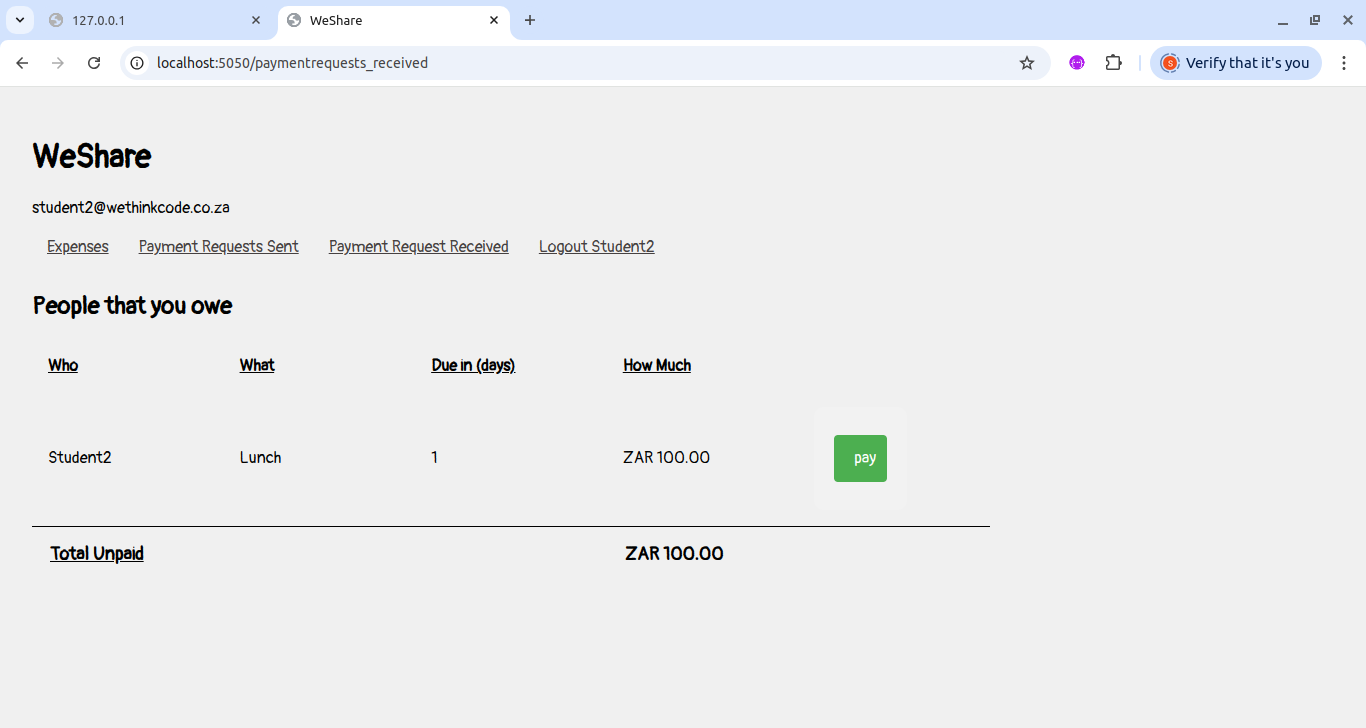 127.0.0.1 WeShare
localhost:5050/paymentrequests_received S Verify that it's you
WeShare
student2@wethinkcode.co.za
Expenses Payment Requests Sent Payment Request Received Logout Student2
People that you owe
Who What Due in (days) How Much
Student2 Lunch 1 ZAR 100.00 pay
Total Unpaid ZAR 100.00